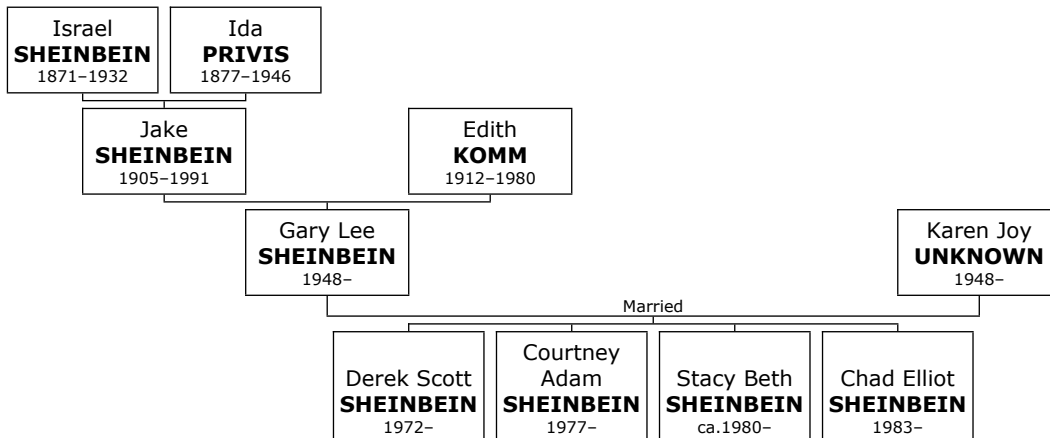 Israel
SHEINBEIN
1871–1932
Ida
PRIVIS
1877–1946
Jake
SHEINBEIN
1905–1991
Edith
KOMM
1912–1980
Gary Lee
SHEINBEIN
1948–
Karen Joy
UNKNOWN
1948–
Married
Derek Scott
SHEINBEIN
1972–
Courtney
Adam
SHEINBEIN
1977–
Stacy Beth
SHEINBEIN
ca.1980–
Chad Elliot
SHEINBEIN
1983–